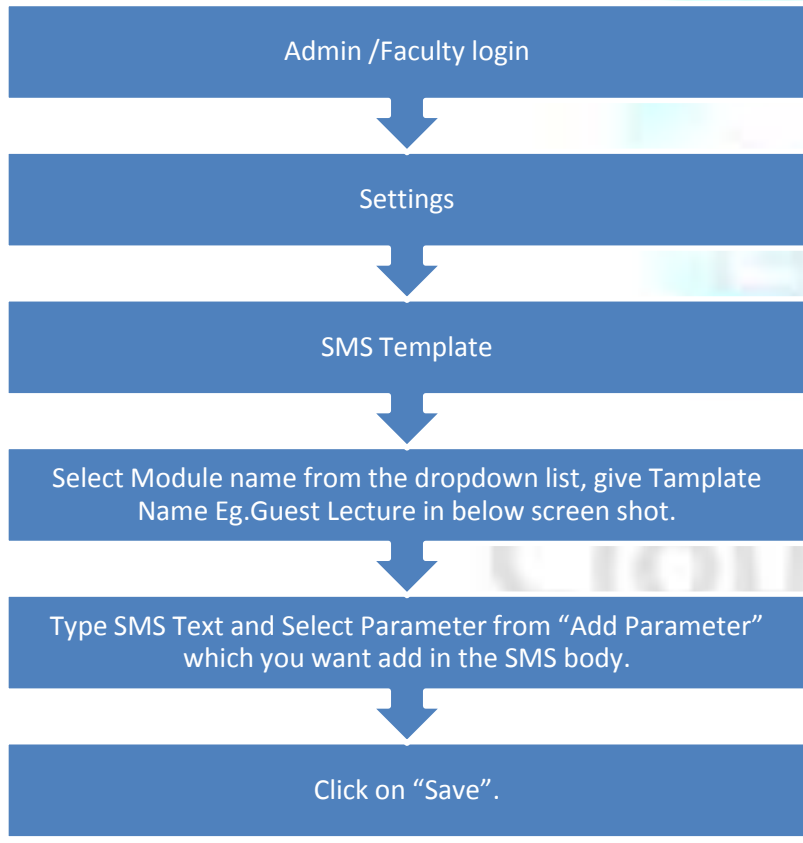 Admin /Faculty login
Settings
SMS Template
Select Module name from the dropdown list, give Tamplate
Name Eg.Guest Lecture in below screen shot.
Type SMS Text and Select Parameter from “Add Parameter”
which you want add in the SMS body.
Click on “Save”.